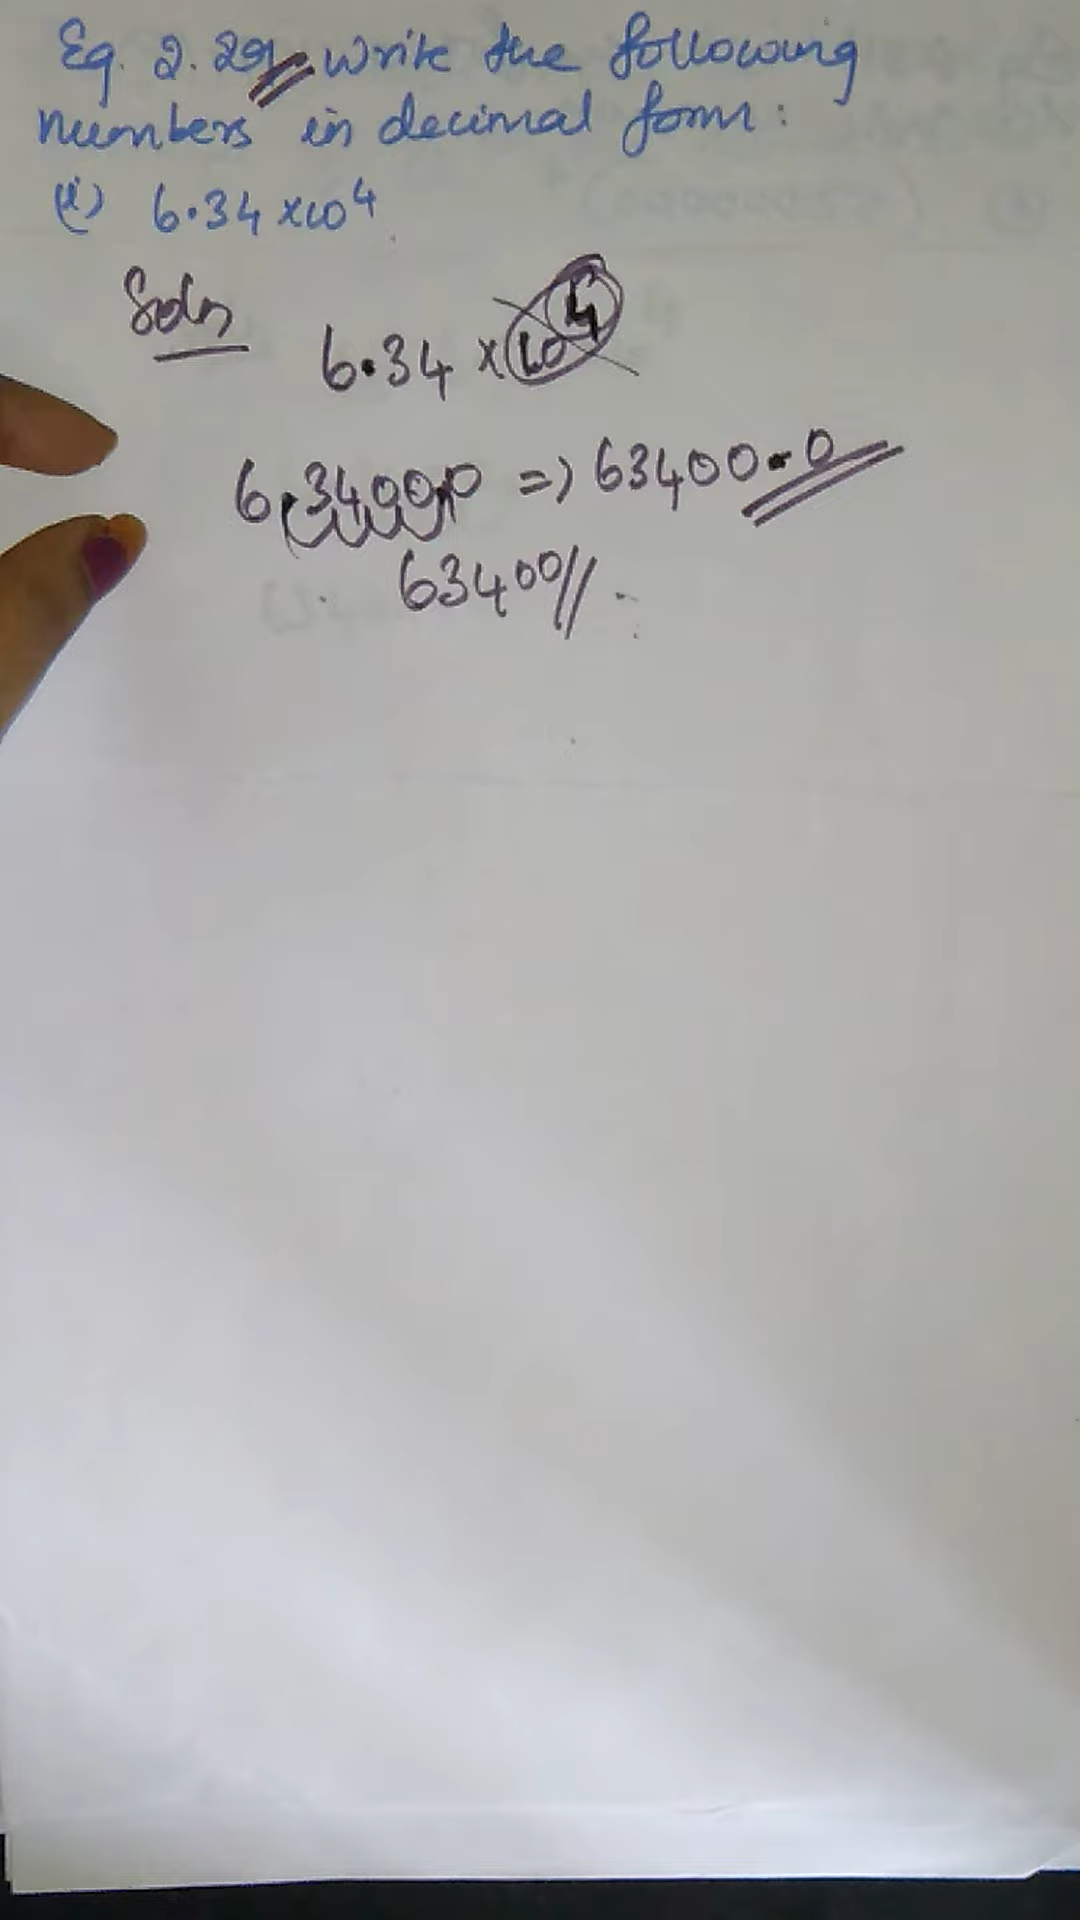 Eg. 2.29 Write the following
numbers in decimal form:
(i) 6.34 x10⁴
Soln
6.34 x10⁴
6.34000 => 63400.0
63400//.